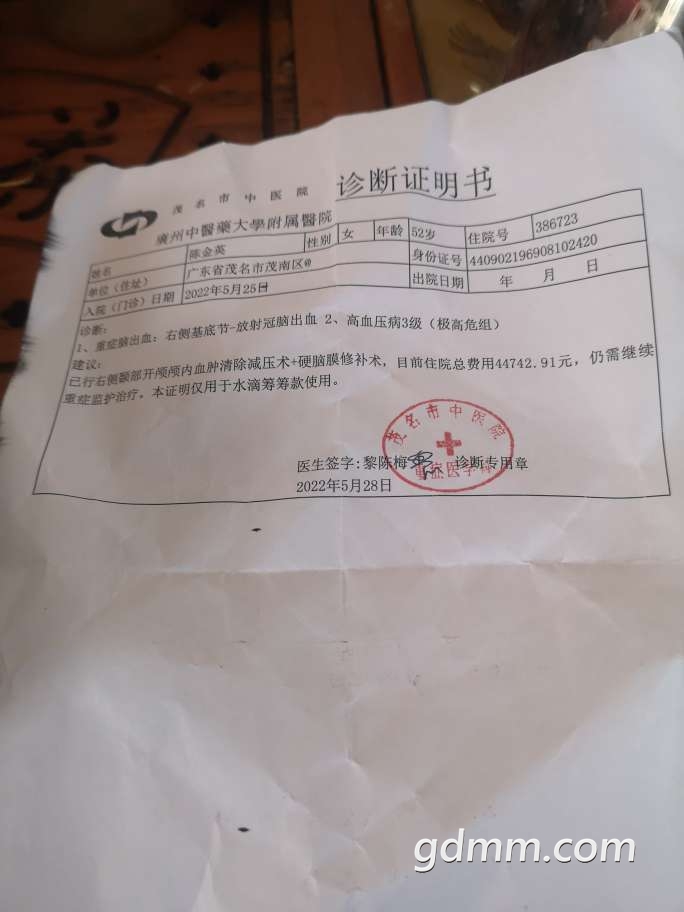 茂名市中医院
廣州中醫藥大學附属醫院
诊断证明书
姓名 陈金英 性别 女 年龄 52岁 住院号 386723
单位（住址） 广东省茂名市茂南区@ 身份证号 440902196908102420
入院（门诊）日期 2022年5月25日 出院日期 年 月 日
诊断：
1、重症脑出血：右侧基底节-放射冠脑出血 2、高血压病3级（极高危组）
建议：
已行右侧额部开颅颅内血肿清除减压术+硬脑膜修补术，目前住院总费用44742.91元，仍需继续
重症监护治疗。本证明仅用于水滴筹筹款使用。
茂名市中医院
重症医学科
医生签字:黎陈梅 诊断专用章
2022年5月28日
gdmm.com